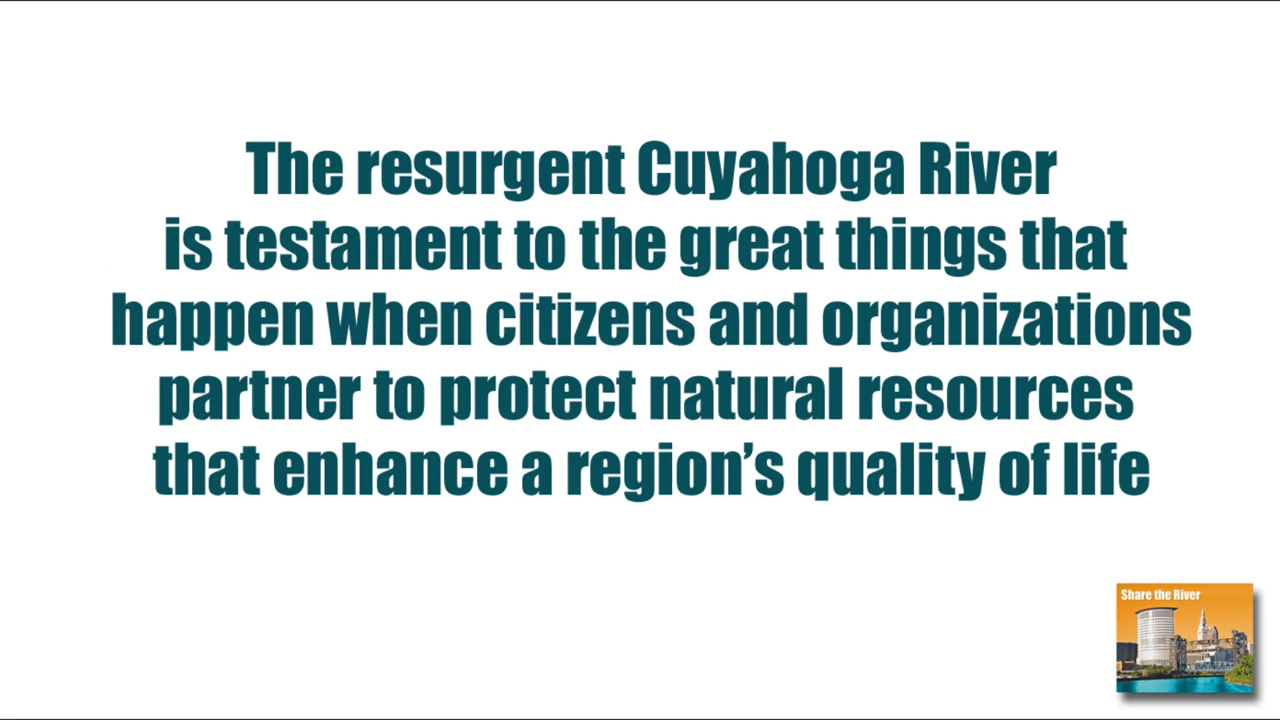 The resurgent Cuyahoga River
is testament to the great things that
happen when citizens and organizations
partner to protect natural resources
that enhance a region’s quality of life
Share the River